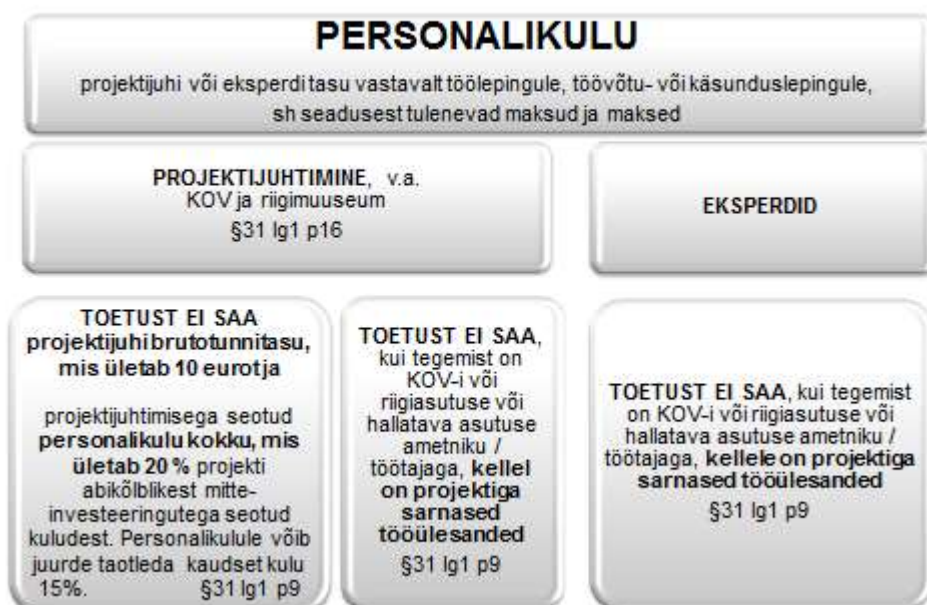 PERSONALIKULU
projektijuhi või eksperdi tasu vastavalt töölepingule, töövõtu- või käsunduslepingule,
sh seadusest tulenevad maksud ja maksed
PROJEKTIJUHTIMINE, v.a.
KOV ja riigimuuseum
§31 lg1 p16
EKSPERDID
TOETUST EI SAA
projektijuhi brutotunnitasu,
mis ületab 10 eurot ja
projektijuhtimisega seotud
personalikulu kokku, mis
ületab 20 % projekti
abikõlblikest mitte-
investeeringutega seotud
kuludest. Personalikulule võib
juurde taotleda kaudset kulu
15%. §31 lg1 p9
TOETUST EI SAA,
kui tegemist on
KOV-i või
riigiasutuse või
hallatava asutuse
ametniku /
töötajaga, kellel
on projektiga
sarnased
tööülesanded
§31 lg1 p9
TOETUST EI SAA, kui tegemist
on KOV-i või riigiasutuse või
hallatava asutuse ametniku /
töötajaga, kellele on projektiga
sarnased tööülesanded
§31 lg1 p9